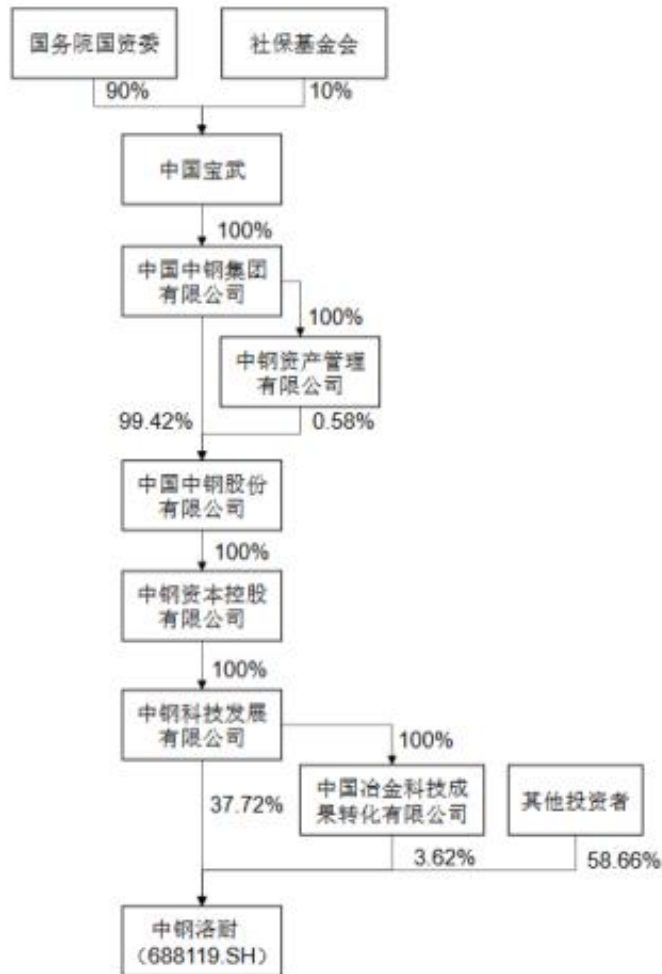 国务院国资委
社保基金会
90%
10%
中国宝武
100%
中国中钢集团
有限公司
100%
中钢资产管理
有限公司
99.42%
0.58%
中国中钢股份
有限公司
100%
中钢资本控股
有限公司
100%
中钢科技发展
有限公司
100%
37.72%
中国冶金科技成
果转化有限公司
其他投资者
3.62%
58.66%
中钢洛耐
（688119.SH）